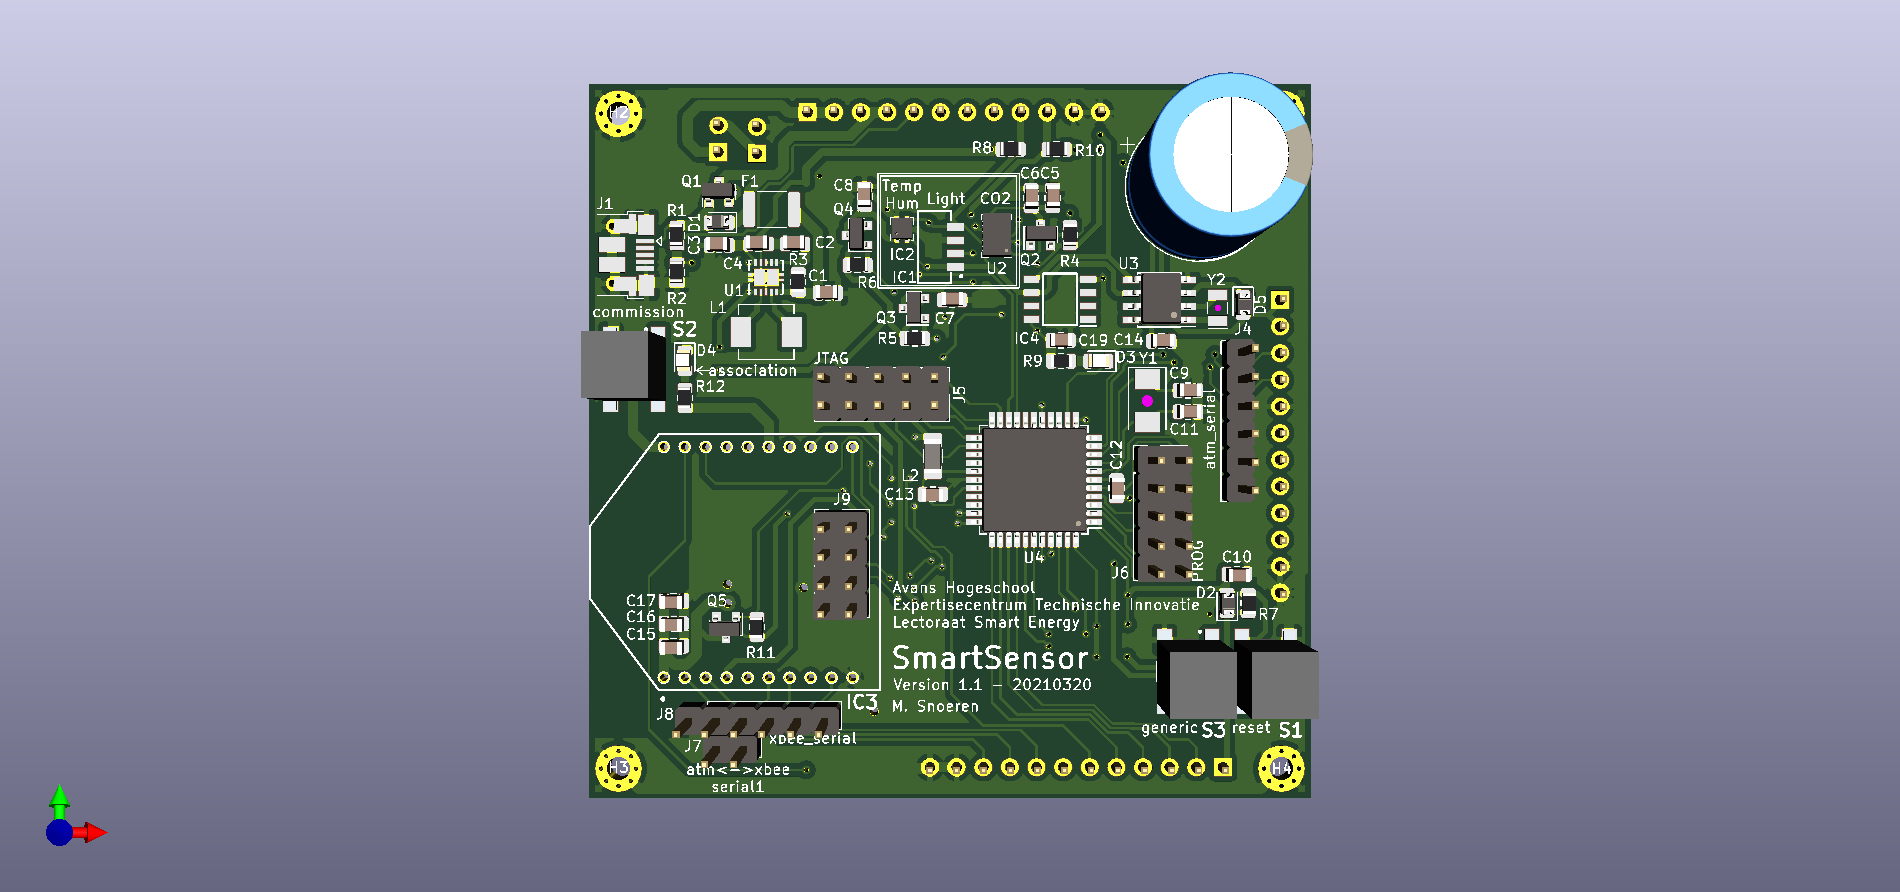 H2
R8
R10
Q1
F1
C8
Temp
Hum
Light
CO2
C6
C5
J1
R1
D1
C3
Q4
C2
IC2
U2
Q2
R4
U3
C4
R3
U1
C1
R6
IC1
Y2
D5
R2
L1
commission
S2
Q3
C7
R5
IC4
C19
C14
J4
D4
association
R12
JTAG
J5
R9
D3
Y1
C9
C11
atm_serial
L2
C13
C12
J9
U4
J6
PROG
C10
D2
R7
C17
C16
C15
Q5
R11
Avans Hogeschool
Expertisecentrum Technische Innovatie
Lectoraat Smart Energy
SmartSensor
Version 1.1 - 20210320
M. Snoeren
IC3
J8
J7
xbee_serial
atm<->xbee
serial1
generic
S3
reset
S1
H3
H4